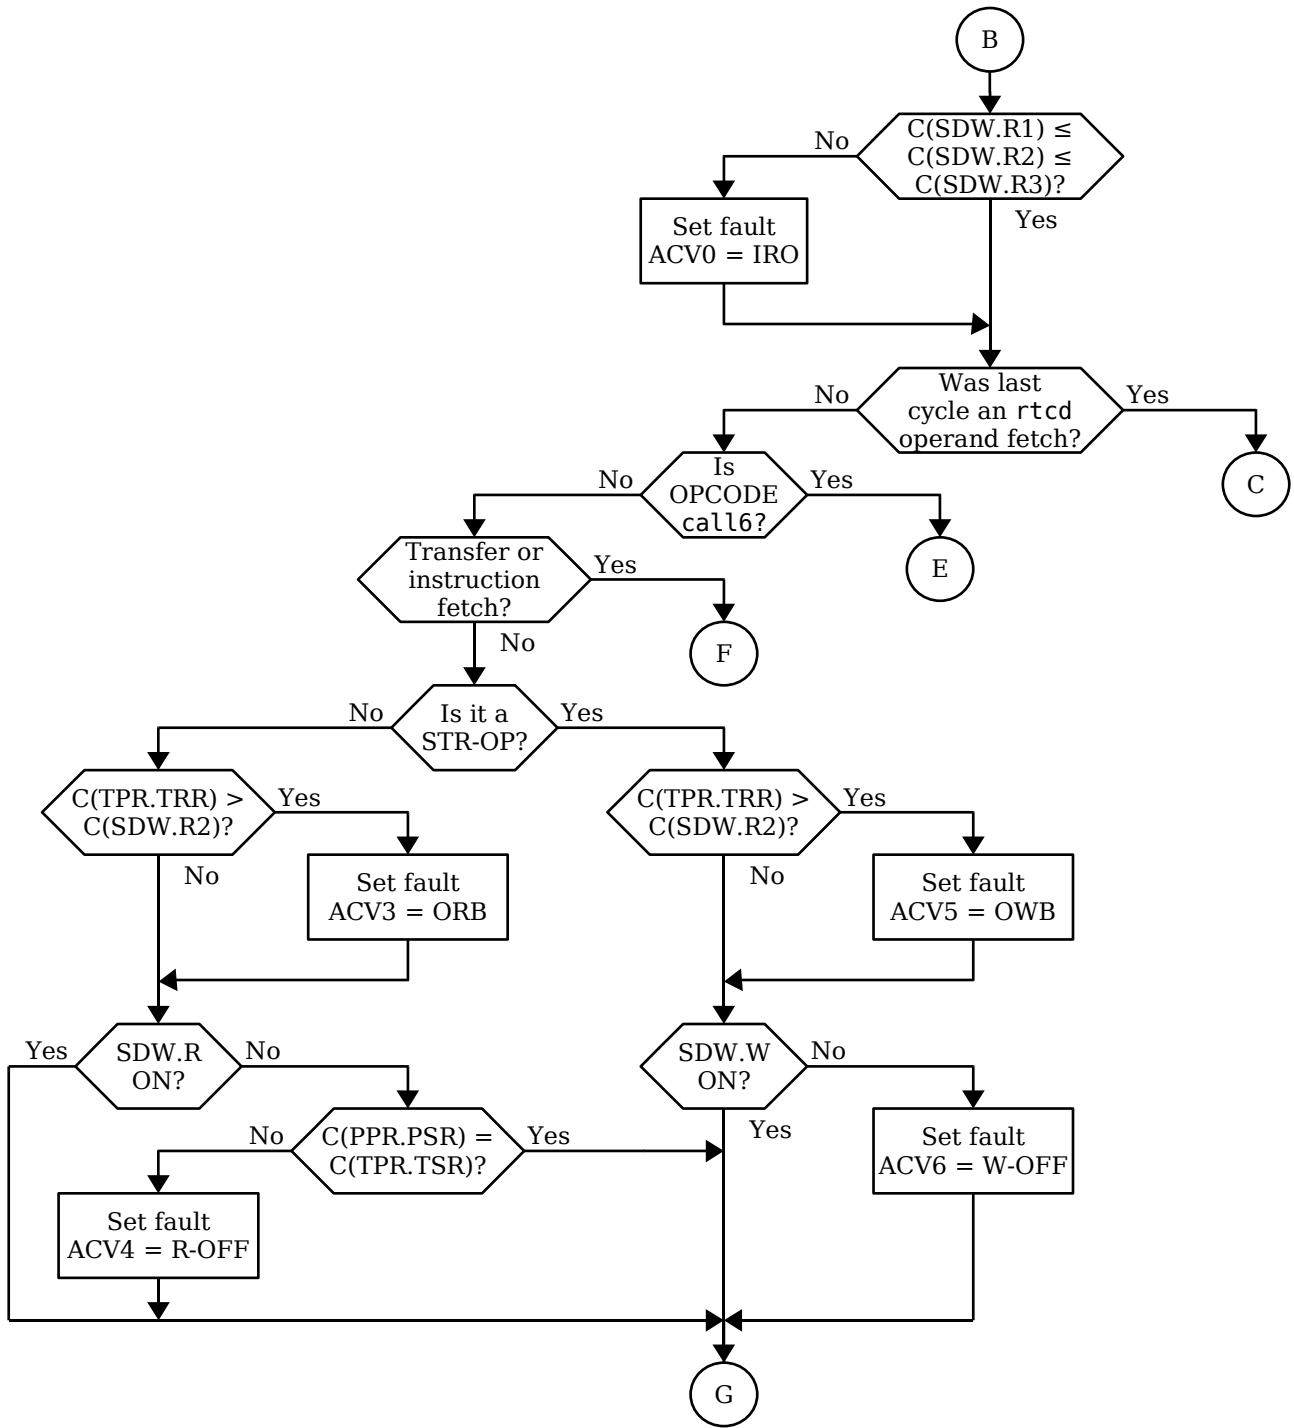 B
C(SDW.R1) ≤
C(SDW.R2) ≤
C(SDW.R3)?
No
Yes
Set fault
ACV0 = IRO
Was last
cycle an rtcd
operand fetch?
No
Yes
C
Is
OPCODE
call6?
No
Yes
E
Transfer or
instruction
fetch?
Yes
No
F
Is it a
STR-OP?
No
Yes
C(TPR.TRR) >
C(SDW.R2)?
Yes
No
Set fault
ACV3 = ORB
C(TPR.TRR) >
C(SDW.R2)?
Yes
No
Set fault
ACV5 = OWB
SDW.R
ON?
Yes
No
SDW.W
ON?
No
Yes
C(PPR.PSR) =
C(TPR.TSR)?
No
Yes
Set fault
ACV6 = W-OFF
Set fault
ACV4 = R-OFF
G